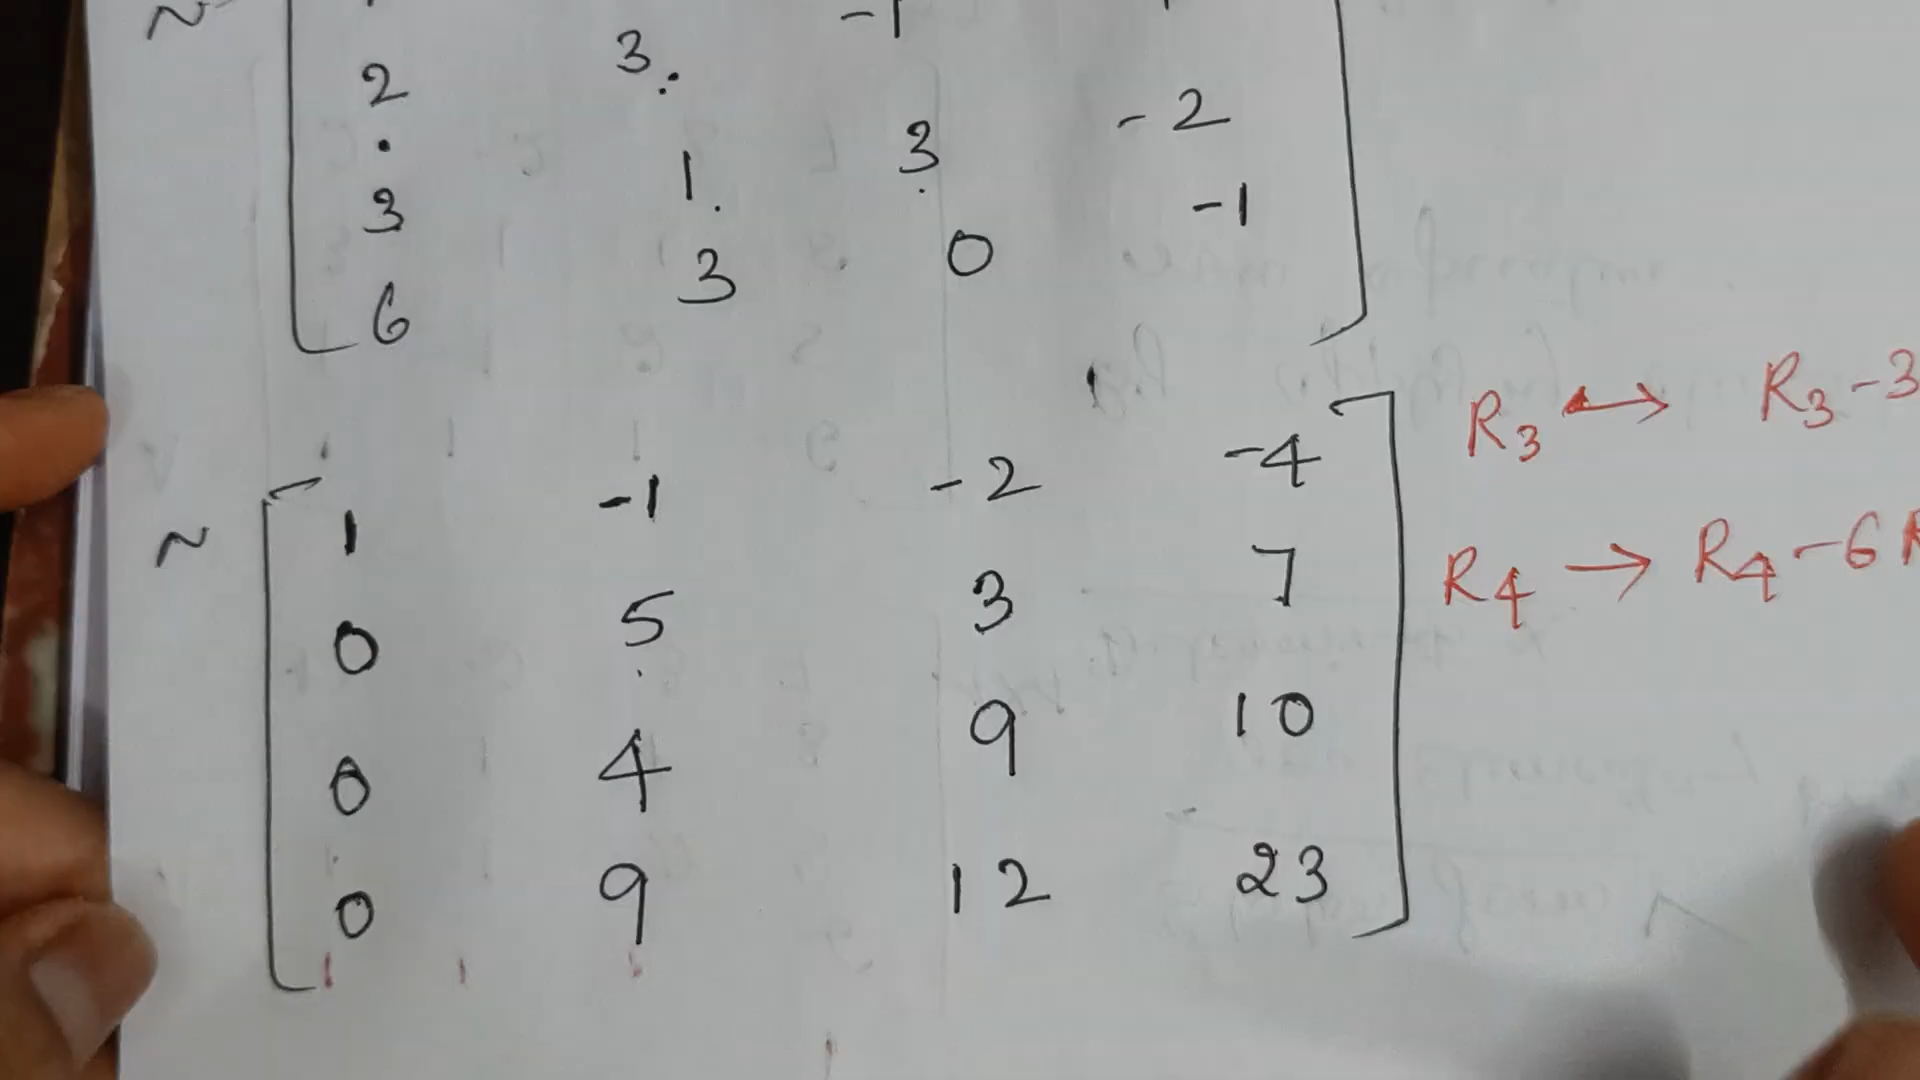 ~
2 3 -1
3 1 3 -2
6 3 0 -1
~ 1 -1 -2 -4
0 5 3 7
0 4 9 10
0 9 12 23
R3 ↔ R3 - 3
R4 → R4 - 6